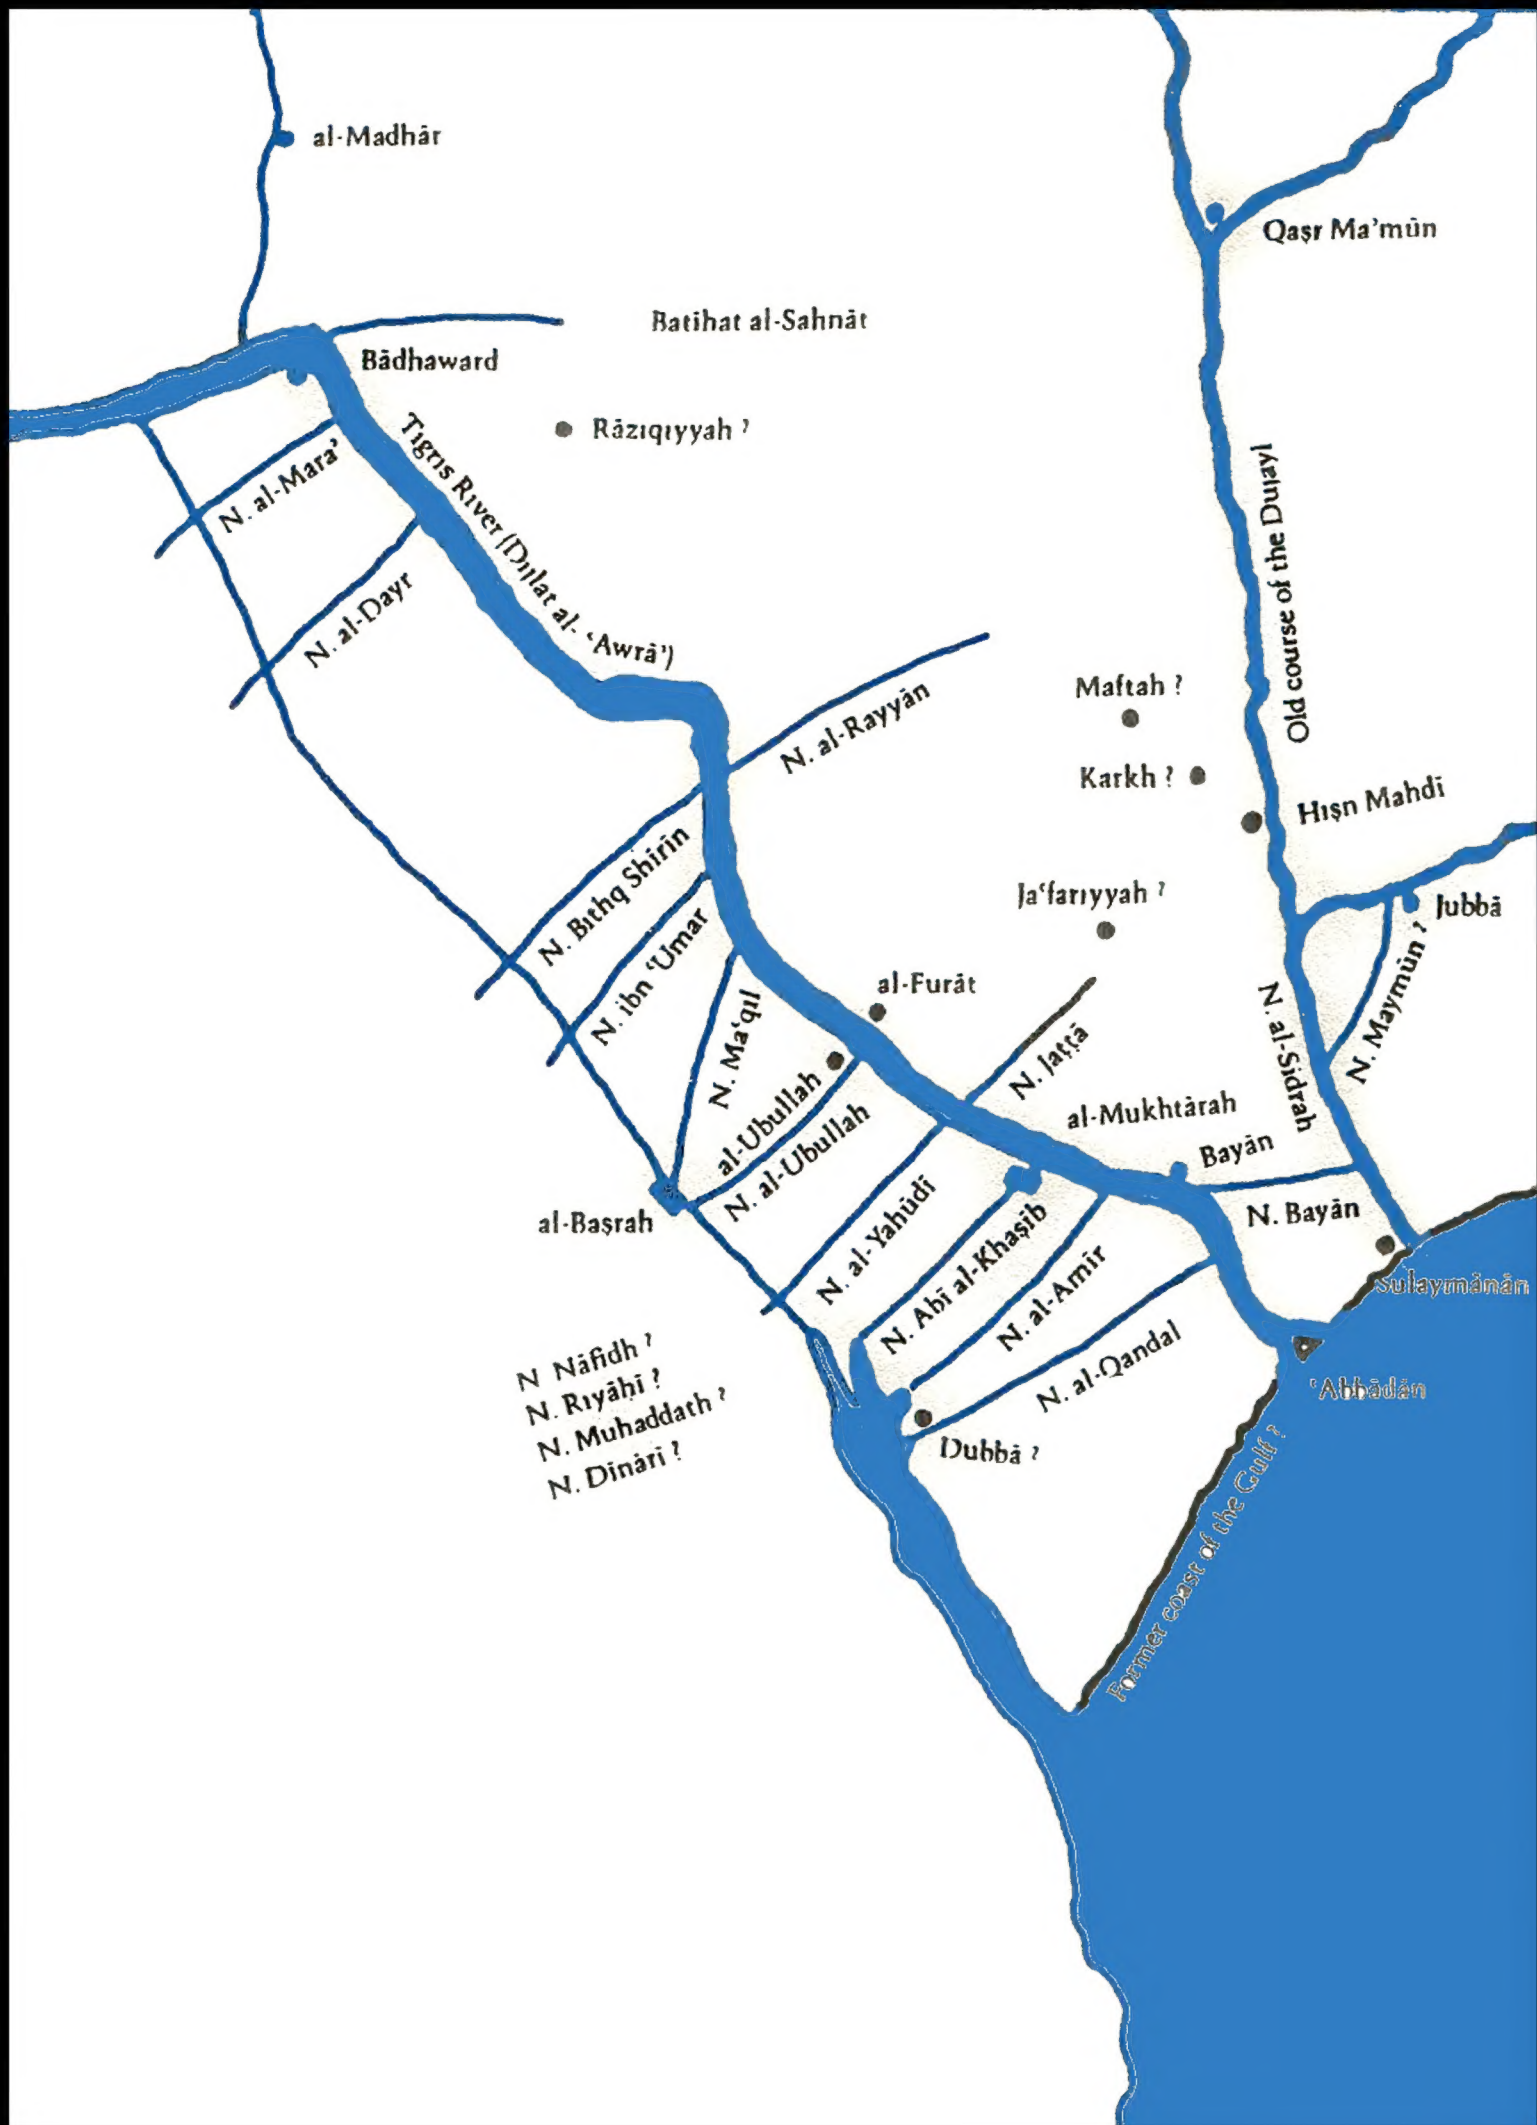 al-Madhār
Qaṣr Ma’mūn
Batihat al-Sahnāt
Bādhaward
Rāziqiyyah ?
Tigris River (Dijlat al- ‘Awrā’)
N. al-Mara’
N. al-Dayr
Old course of the Dujayl
N. al-Rayyān
Maftah ?
Karkh ?
Hiṣn Mahdi
N. Bithq Shīrīn
N. ibn ‘Umar
Ja‘fariyyah ?
Jubbā
N. Maymūn ?
al-Furāt
N. Ma‘qil
N. al-Sidrah
N. Jaṭṭā
al-Ubullah
N. al-Ubullah
al-Mukhtārah
Bayān
al-Baṣrah
N. Bayān
N. al-Yahūdī
N. Abī al-Khaṣib
N. al-Amīr
Sulaymānān
N. al-Qandal
‘Abbādān
N Nāfidh ?
N. Riyāḥī ?
N. Muhaddath ?
N. Dīnārī ?
Dubbā ?
Former coast of the Gulf ?